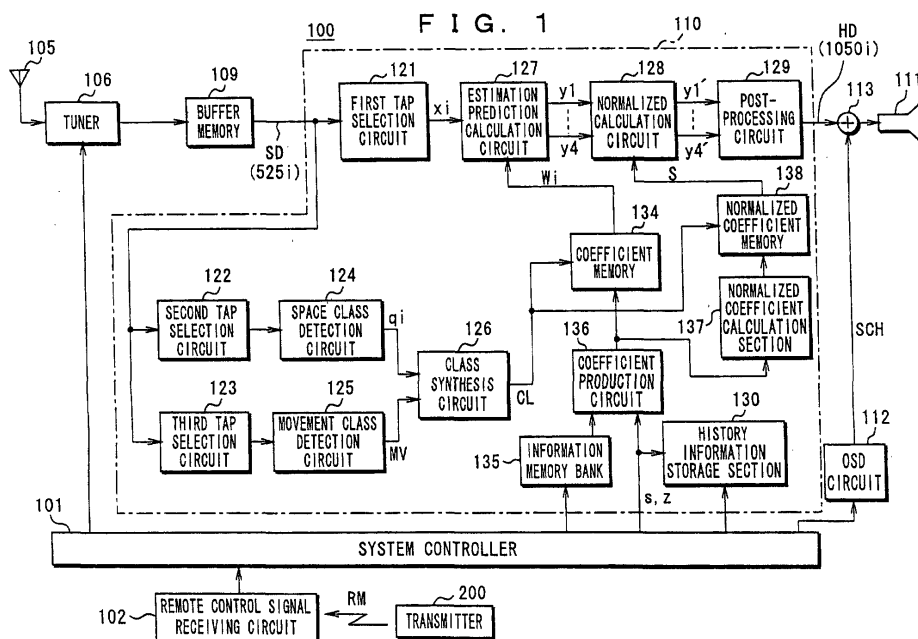 FIG. 1
100
110
HD
(1050i)
105
106
TUNER
109
BUFFER
MEMORY
SD
(525i)
121
FIRST TAP
SELECTION
CIRCUIT
xi
127
ESTIMATION
PREDICTION
CALCULATION
CIRCUIT
y1
y4
128
NORMALIZED
CALCULATION
CIRCUIT
y1´
y4´
129
POST-
PROCESSING
CIRCUIT
113
111
Wi
S
134
COEFFICIENT
MEMORY
138
NORMALIZED
COEFFICIENT
MEMORY
122
SECOND TAP
SELECTION
CIRCUIT
124
SPACE CLASS
DETECTION
CIRCUIT
qi
126
CLASS
SYNTHESIS
CIRCUIT
CL
136
COEFFICIENT
PRODUCTION
CIRCUIT
137
NORMALIZED
COEFFICIENT
CALCULATION
SECTION
SCH
123
THIRD TAP
SELECTION
CIRCUIT
125
MOVEMENT CLASS
DETECTION
CIRCUIT
MV
135
INFORMATION
MEMORY BANK
130
HISTORY
INFORMATION
STORAGE SECTION
s, z
112
OSD
CIRCUIT
101
SYSTEM CONTROLLER
102
REMOTE CONTROL SIGNAL
RECEIVING CIRCUIT
RM
200
TRANSMITTER